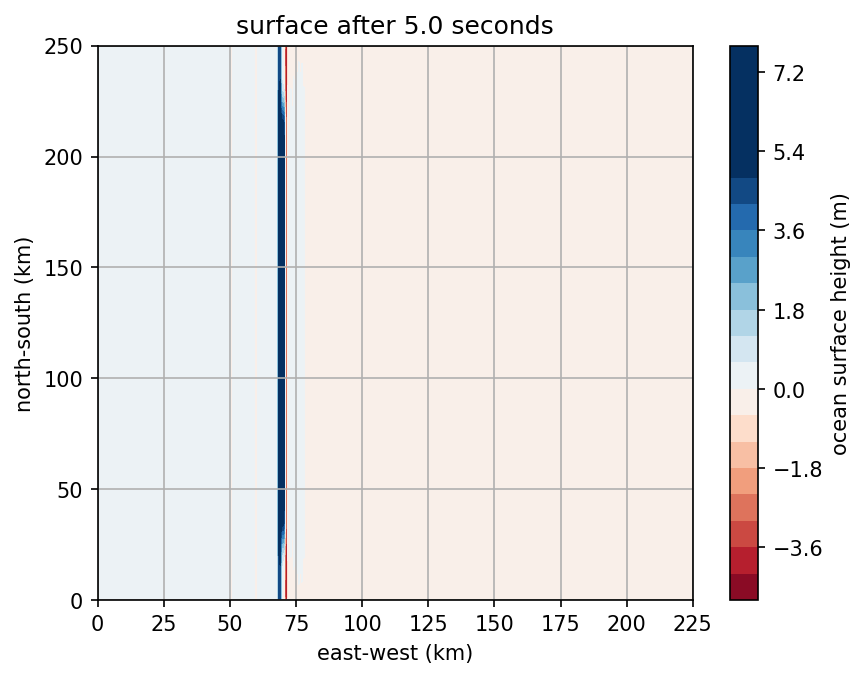 surface after 5.0 seconds
250
200
150
100
50
0
north-south (km)
0 25 50 75 100 125 150 175 200 225
east-west (km)
7.2
5.4
3.6
1.8
0.0
−1.8
−3.6
ocean surface height (m)